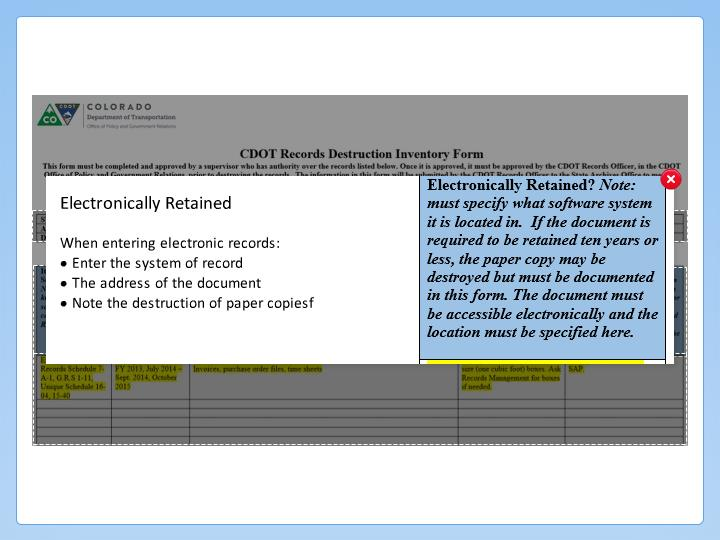 COLORADO
CDOT
CO
Department of Transportation
Office of Policy and Government Relations
CDOT Records Destruction Inventory Form
This form must be completed and approved by a supervisor who has authority over the records listed below. Once it is approved, it must be approved by the CDOT Records Officer, in the CDOT
Office of Policy and Government Relations, prior to destroying the records. The information in this form will be submitted by the CDOT Records Officer to the State Archives Office to
Electronically Retained
When entering electronic records:
• Enter the system of record
• The address of the document
• Note the destruction of paper copiesf
Electronically Retained? Note:
must specify what software system
it is located in. If the document is
required to be retained ten years or
less, the paper copy may be
destroyed but must be documented
in this form. The document must
be accessible electronically and the
location must be specified here.
Records Schedule 7-
A-1, G.R.S 1-11,
Unique Schedule 16-
04, 15-40
FY 2013, July 2014 –
Sept. 2014, October
2015
Invoices, purchase order files, time sheets
size (one cubic foot) boxes. Ask
Records Management for boxes
if needed.
SAP.